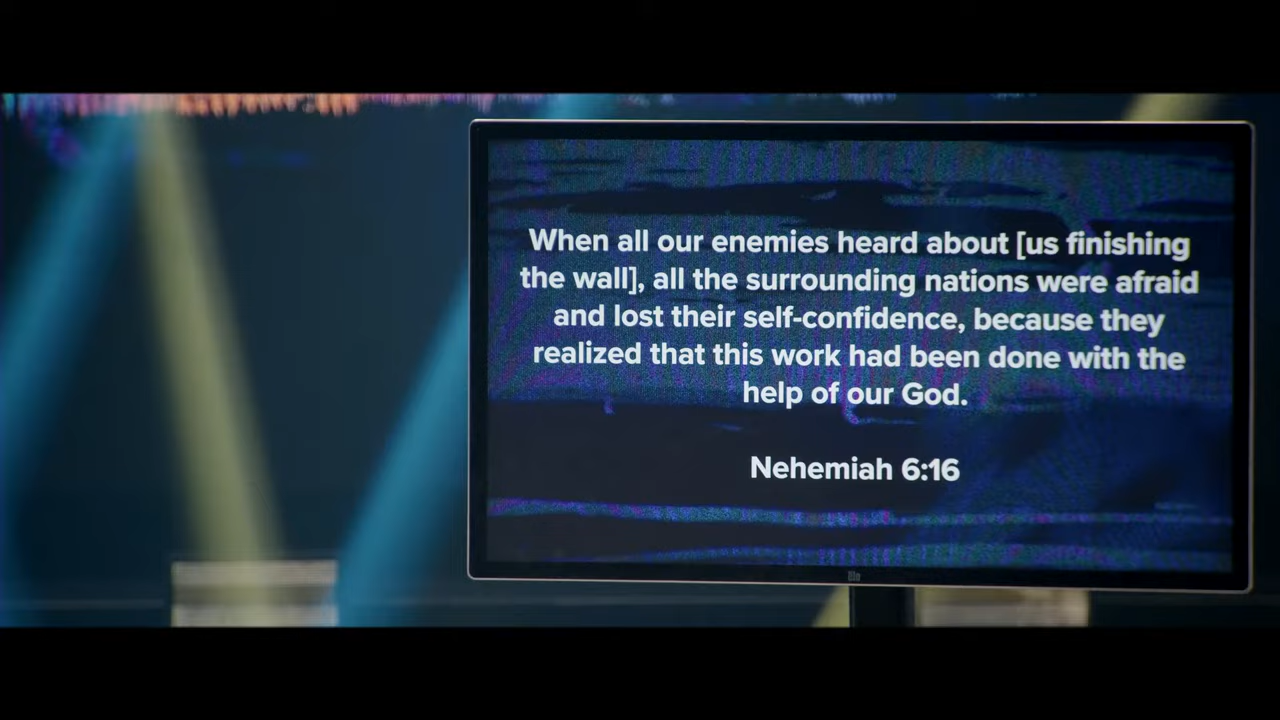 When all our enemies heard about [us finishing
the wall], all the surrounding nations were afraid
and lost their self-confidence, because they
realized that this work had been done with the
help of our God.
Nehemiah 6:16
elo